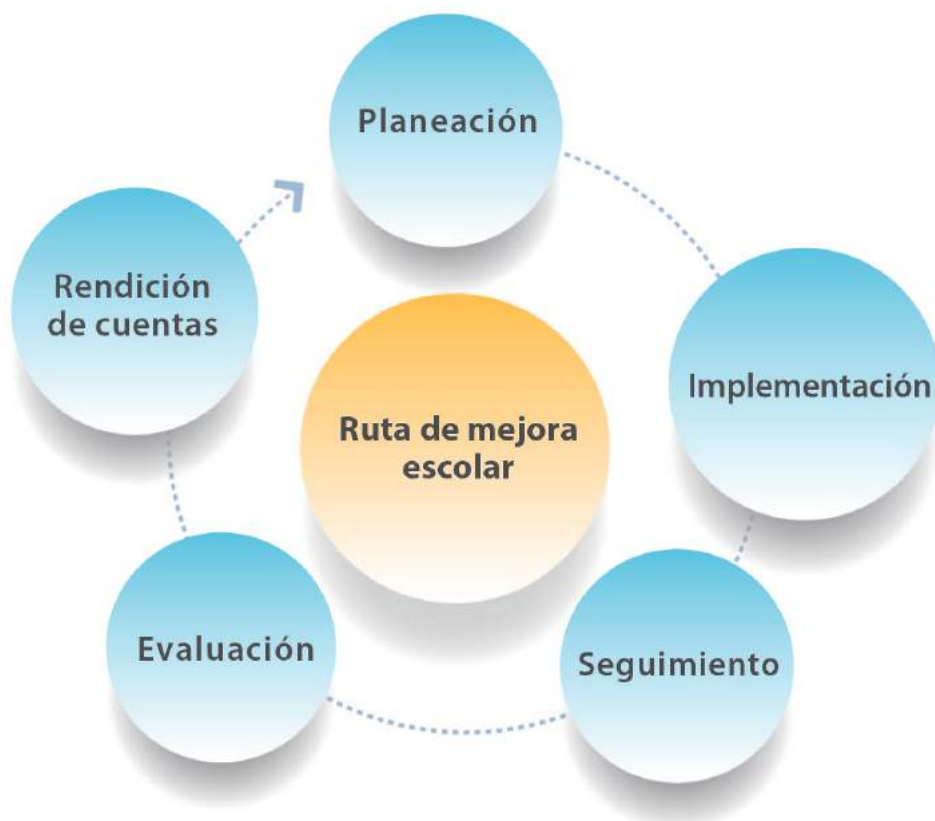 Planeación
Implementación
Seguimiento
Evaluación
Rendición
de cuentas
Ruta de mejora
escolar